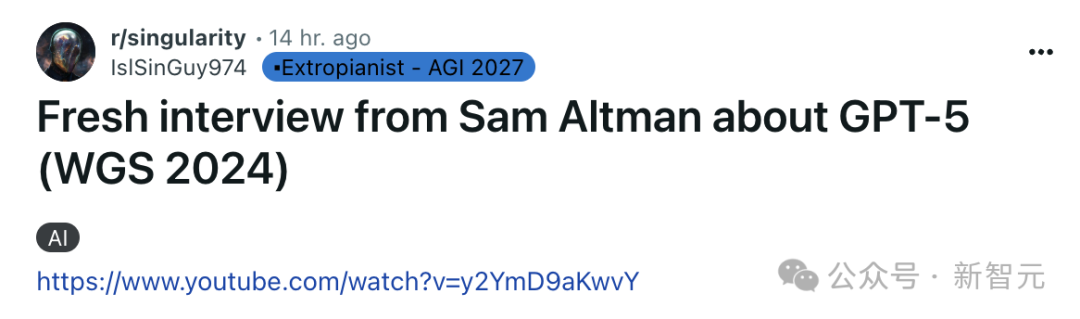 r/singularity • 14 hr. ago
IslSinGuy974 ▪Extropianist - AGI 2027
Fresh interview from Sam Altman about GPT-5
(WGS 2024)
AI
https://www.youtube.com/watch?v=y2YmD9aKwvY
公众号 · 新智元